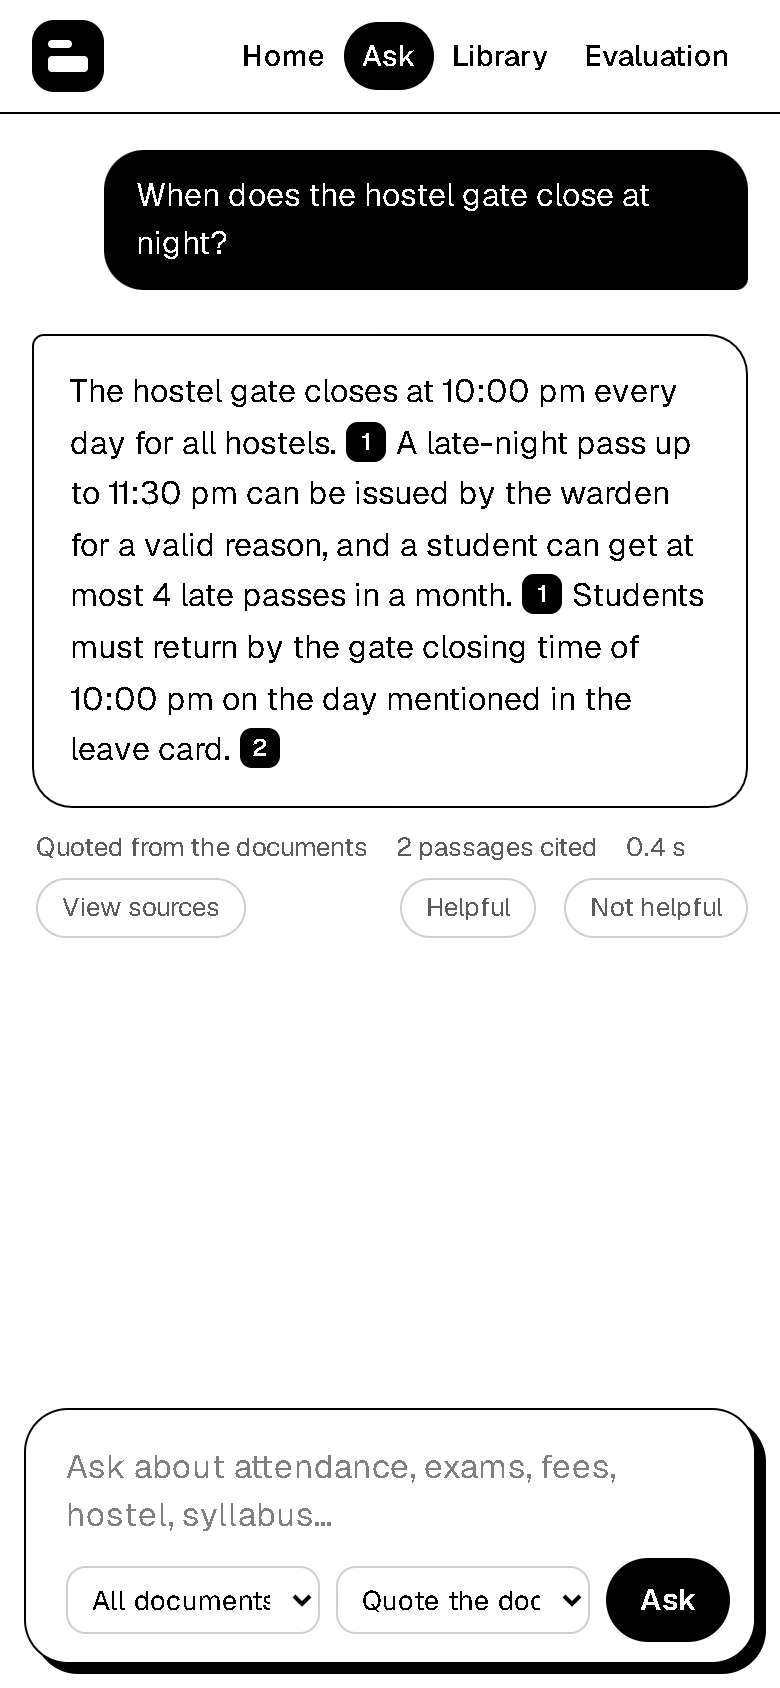 Home Ask Library Evaluation
When does the hostel gate close at
night?
The hostel gate closes at 10:00 pm every
day for all hostels. 1 A late-night pass up
to 11:30 pm can be issued by the warden
for a valid reason, and a student can get at
most 4 late passes in a month. 1 Students
must return by the gate closing time of
10:00 pm on the day mentioned in the
leave card. 2
Quoted from the documents 2 passages cited 0.4 s
View sources Helpful Not helpful
Ask about attendance, exams, fees,
hostel, syllabus...
All documents Quote the doc Ask